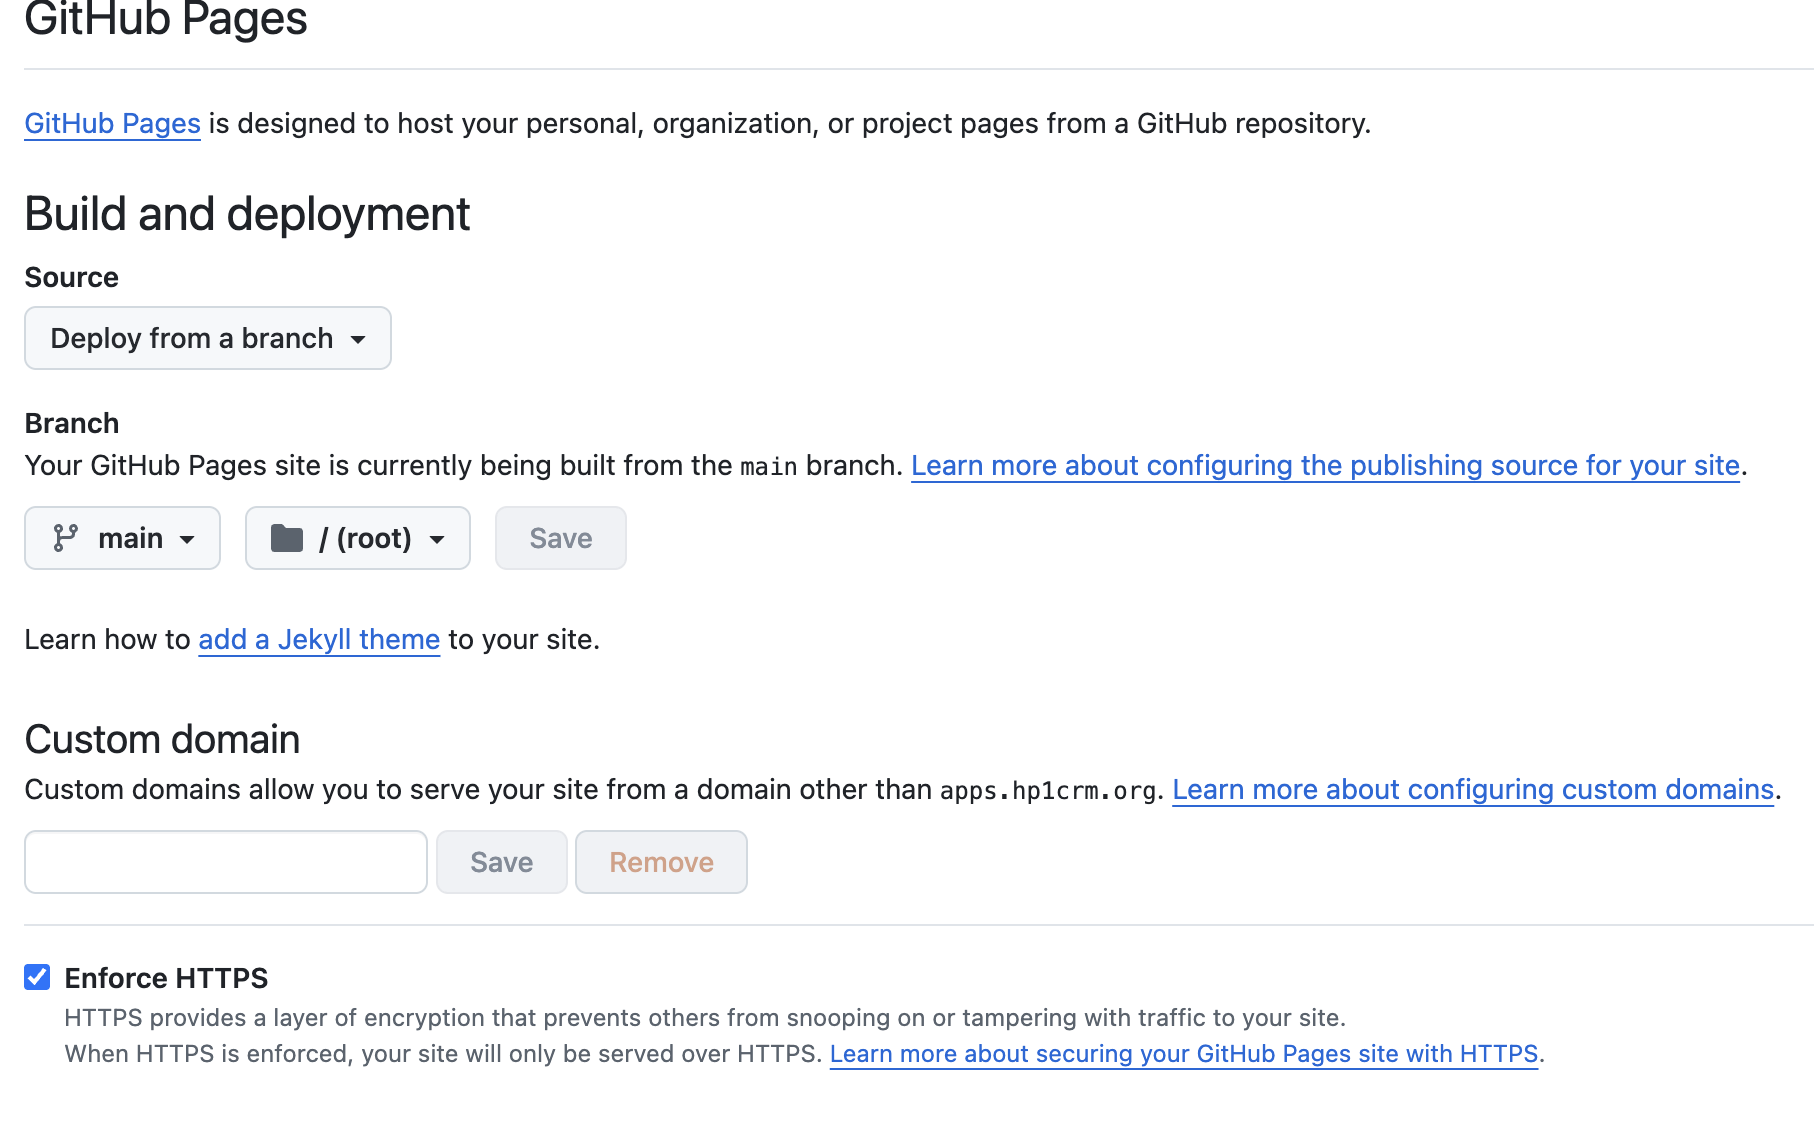 GitHub Pages
GitHub Pages is designed to host your personal, organization, or project pages from a GitHub repository.
Build and deployment
Source
Deploy from a branch
Branch
Your GitHub Pages site is currently being built from the main branch. Learn more about configuring the publishing source for your site.
main / (root) Save
Learn how to add a Jekyll theme to your site.
Custom domain
Custom domains allow you to serve your site from a domain other than apps.hp1crm.org. Learn more about configuring custom domains.
Save Remove
Enforce HTTPS
HTTPS provides a layer of encryption that prevents others from snooping on or tampering with traffic to your site.
When HTTPS is enforced, your site will only be served over HTTPS. Learn more about securing your GitHub Pages site with HTTPS.